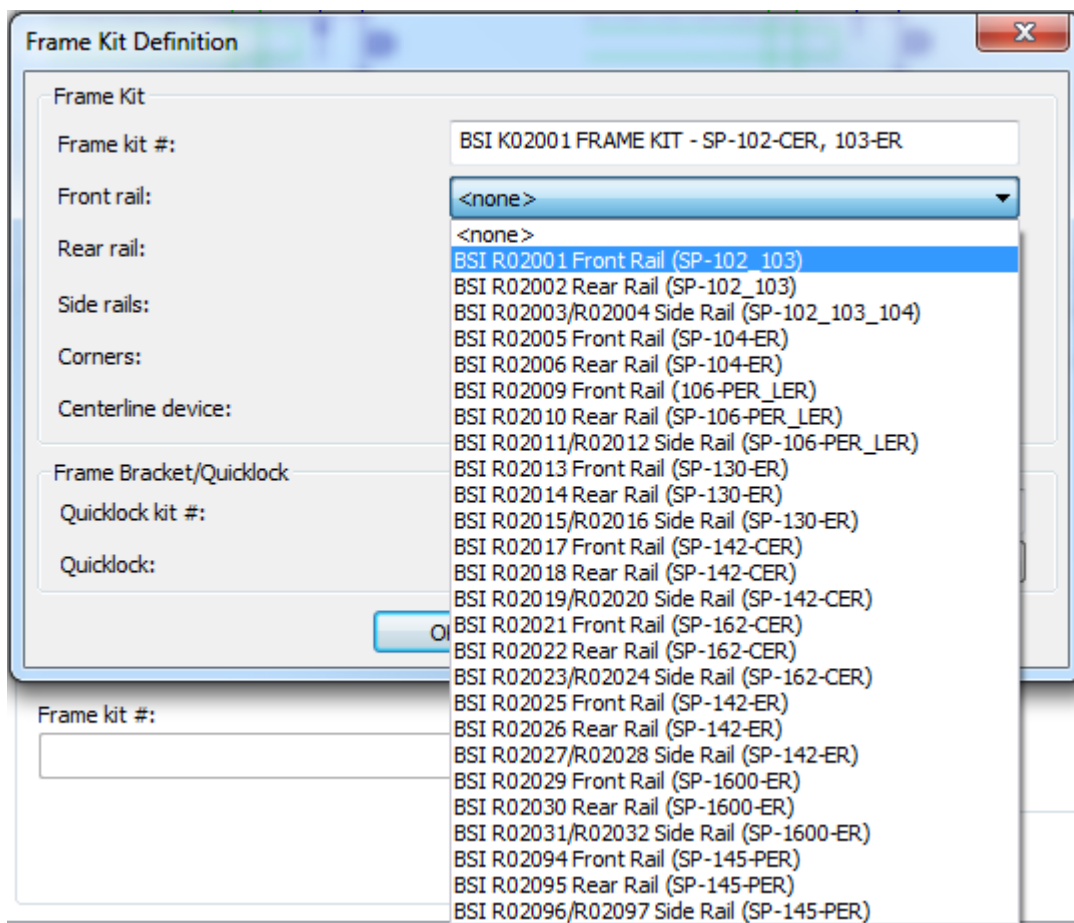 Frame Kit Definition
Frame Kit
Frame kit #:
BSI K02001 FRAME KIT - SP-102-CER, 103-ER
Front rail:
<none>
Rear rail:
Side rails:
Corners:
Centerline device:
<none>
BSI R02001 Front Rail (SP-102_103)
BSI R02002 Rear Rail (SP-102_103)
BSI R02003/R02004 Side Rail (SP-102_103_104)
BSI R02005 Front Rail (SP-104-ER)
BSI R02006 Rear Rail (SP-104-ER)
BSI R02009 Front Rail (106-PER_LER)
BSI R02010 Rear Rail (SP-106-PER_LER)
BSI R02011/R02012 Side Rail (SP-106-PER_LER)
BSI R02013 Front Rail (SP-130-ER)
BSI R02014 Rear Rail (SP-130-ER)
BSI R02015/R02016 Side Rail (SP-130-ER)
BSI R02017 Front Rail (SP-142-CER)
BSI R02018 Rear Rail (SP-142-CER)
BSI R02019/R02020 Side Rail (SP-142-CER)
BSI R02021 Front Rail (SP-162-CER)
BSI R02022 Rear Rail (SP-162-CER)
BSI R02023/R02024 Side Rail (SP-162-CER)
BSI R02025 Front Rail (SP-142-ER)
BSI R02026 Rear Rail (SP-142-ER)
BSI R02027/R02028 Side Rail (SP-142-ER)
BSI R02029 Front Rail (SP-1600-ER)
BSI R02030 Rear Rail (SP-1600-ER)
BSI R02031/R02032 Side Rail (SP-1600-ER)
BSI R02094 Front Rail (SP-145-PER)
BSI R02095 Rear Rail (SP-145-PER)
BSI R02096/R02097 Side Rail (SP-145-PER)
Frame Bracket/Quicklock
Quicklock kit #:
Quicklock:
Frame kit #: